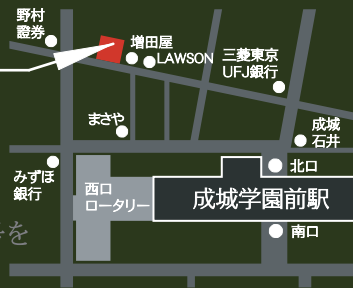 野村
證券
増田屋
LAWSON
三菱東京
UFJ銀行
まさや
成城
石井
みずほ
銀行
西口
ロータリー
北口
成城学園前駅
南口
を